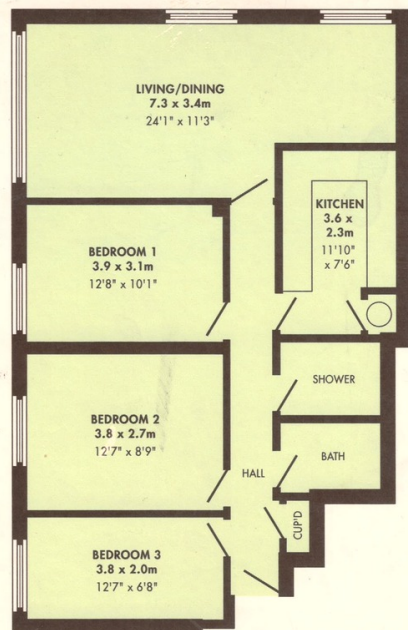 LIVING/DINING
7.3 x 3.4m
24'1" x 11'3"
KITCHEN
3.6 x
2.3m
11'10"
x 7'6"
BEDROOM 1
3.9 x 3.1m
12'8" x 10'1"
SHOWER
BEDROOM 2
3.8 x 2.7m
12'7" x 8'9"
BATH
HALL
CUP'D
BEDROOM 3
3.8 x 2.0m
12'7" x 6'8"